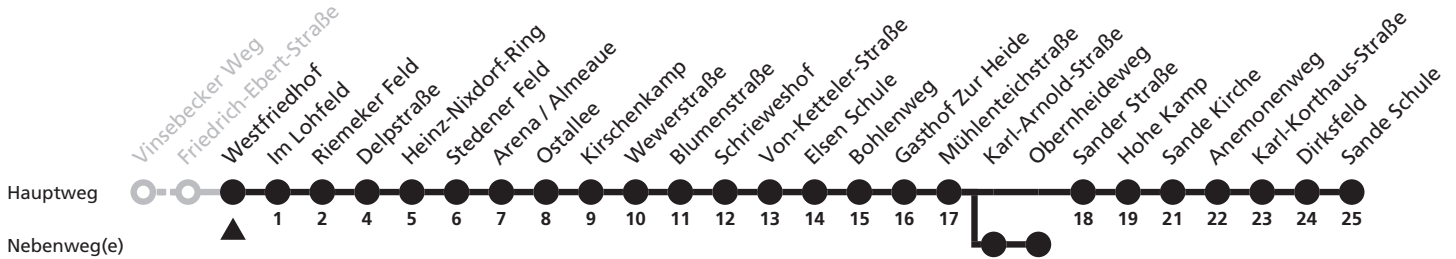 Vinsebecker Weg
Friedrich-Ebert-Straße
Westfriedhof
Im Lohfeld
Riemeker Feld
Delpstraße
Heinz-Nixdorf-Ring
Stedener Feld
Arena / Almeaue
Ostallee
Kirschenkamp
Wewerstraße
Blumenstraße
Schrieweshof
Von-Ketteler-Straße
Elsen Schule
Bohlenweg
Gasthof Zur Heide
Mühlenteichstraße
Karl-Arnold-Straße
Obernheideweg
Sander Straße
Hohe Kamp
Sande Kirche
Anemonenweg
Karl-Korthaus-Straße
Dirksfeld
Sande Schule
Hauptweg
1 2 4 5 6 7 8 9 10 11 12 13 14 15 16 17 18 19 21 22 23 24 25
Nebenweg(e)